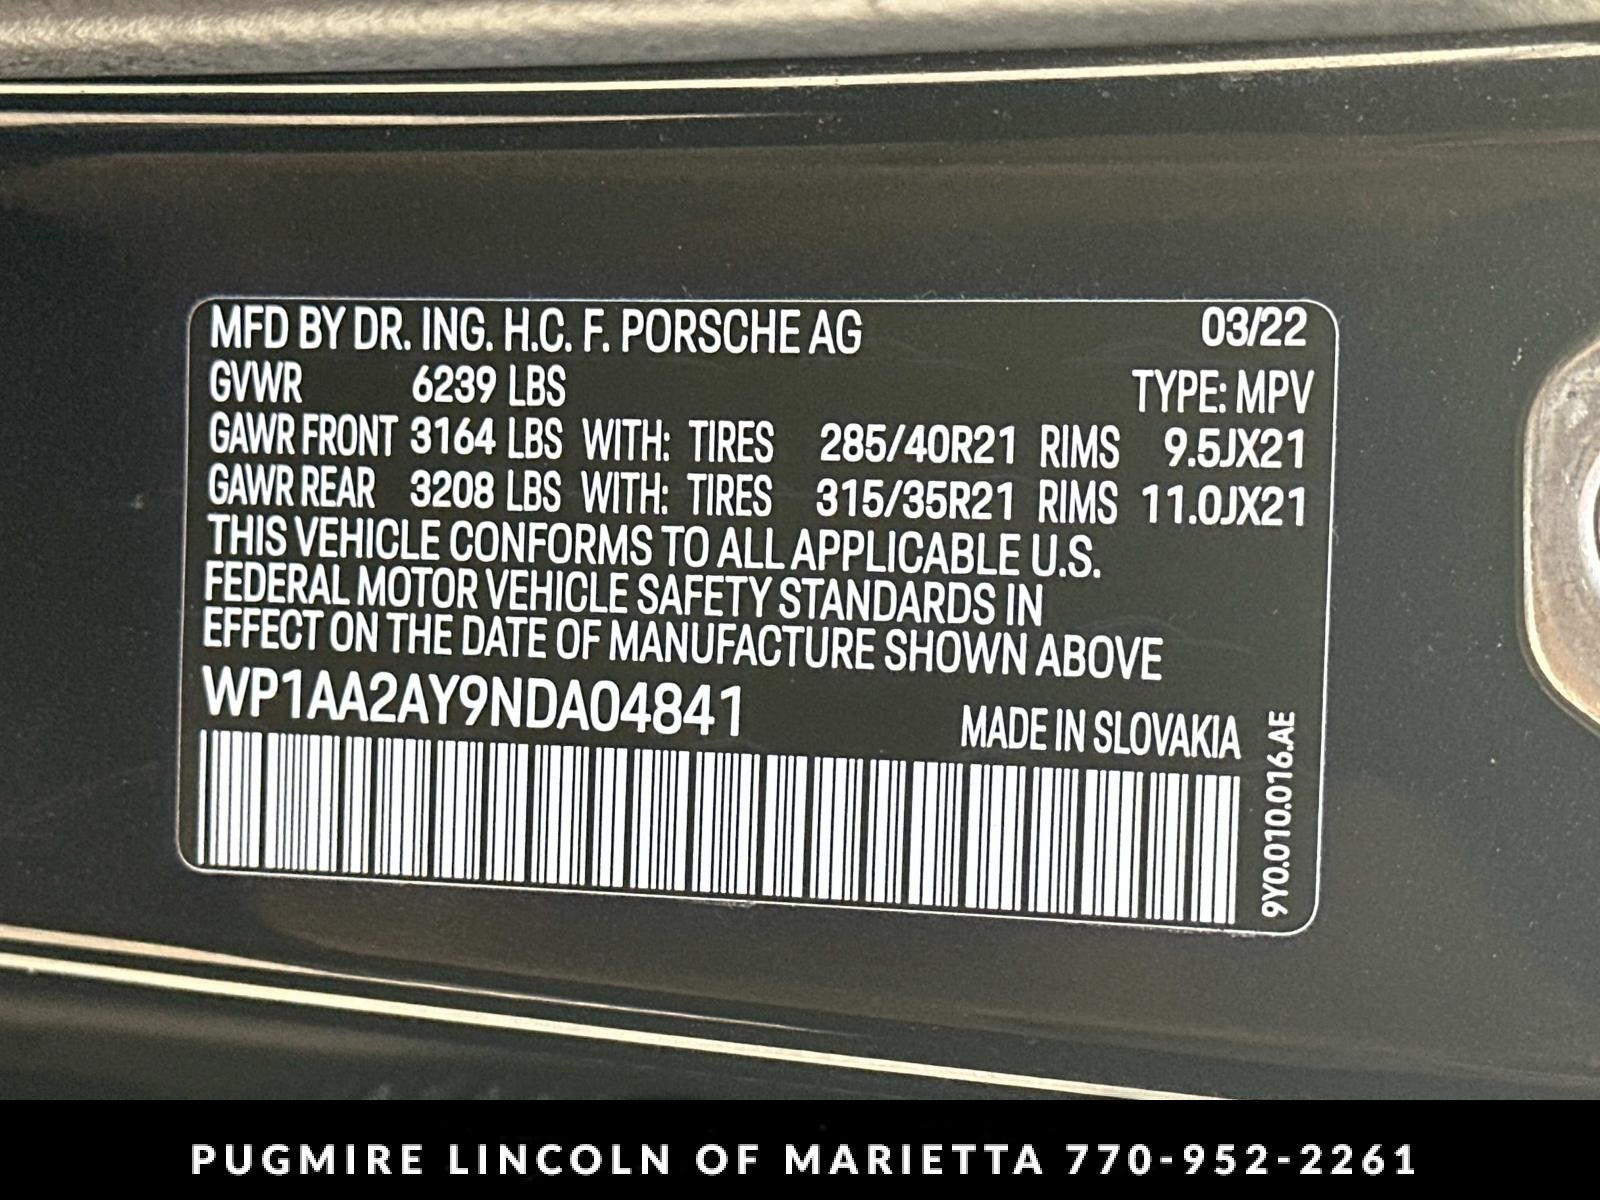 MFD BY DR. ING. H.C. F. PORSCHE AG 03/22
GVWR 6239 LBS TYPE: MPV
GAWR FRONT 3164 LBS WITH: TIRES 285/40R21 RIMS 9.5JX21
GAWR REAR 3208 LBS WITH: TIRES 315/35R21 RIMS 11.0JX21
THIS VEHICLE CONFORMS TO ALL APPLICABLE U.S.
FEDERAL MOTOR VEHICLE SAFETY STANDARDS IN
EFFECT ON THE DATE OF MANUFACTURE SHOWN ABOVE
WP1AA2AY9NDA04841
MADE IN SLOVAKIA
9Y0.010.016.AE
PUGMIRE LINCOLN OF MARIETTA 770-952-2261